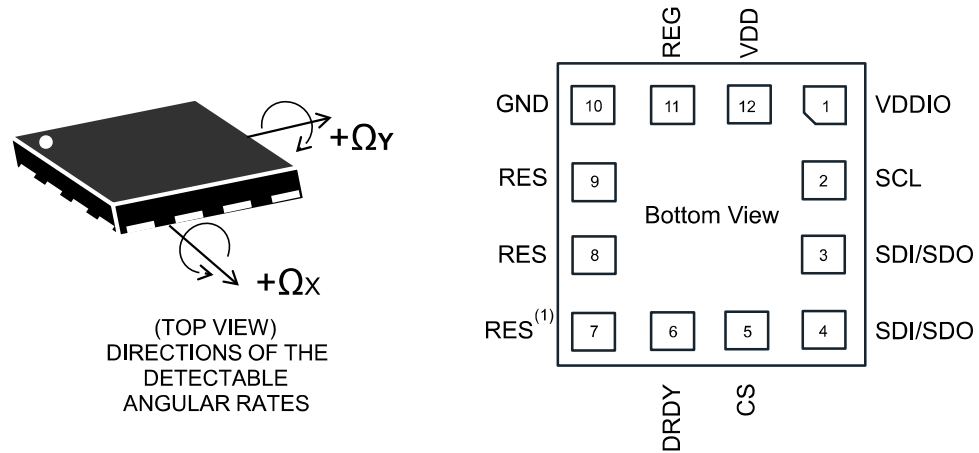 +ΩY
+ΩX
(TOP VIEW)
DIRECTIONS OF THE
DETECTABLE
ANGULAR RATES
REG
VDD
GND 10 11 12 1 VDDIO
RES 9 2 SCL
Bottom View
RES 8 3 SDI/SDO
RES(1) 7 6 5 4 SDI/SDO
DRDY
CS